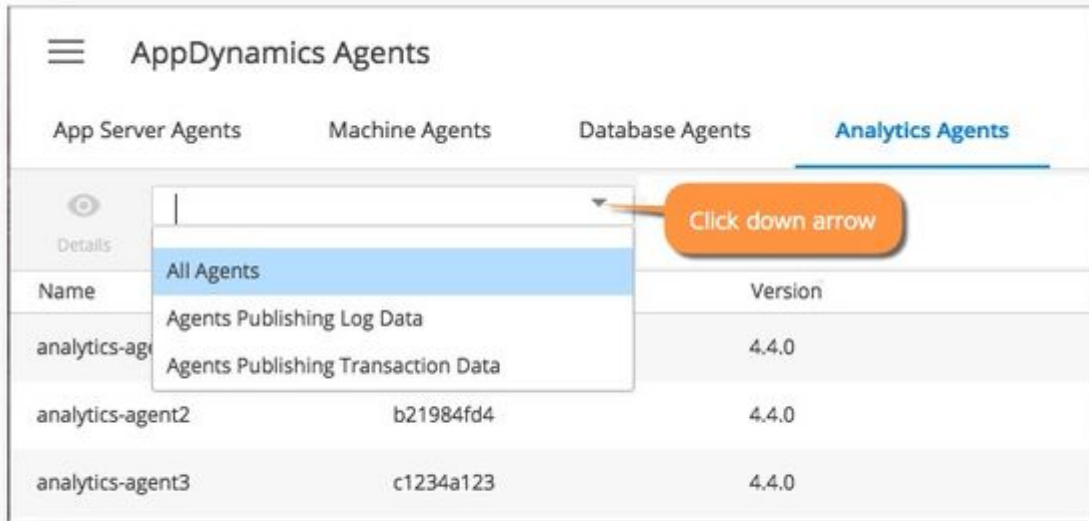 AppDynamics Agents
App Server Agents Machine Agents Database Agents Analytics Agents
Details
Click down arrow
All Agents
Agents Publishing Log Data
Agents Publishing Transaction Data
Name Version
4.4.0
analytics-agent2 b21984fd4 4.4.0
analytics-agent3 c1234a123 4.4.0